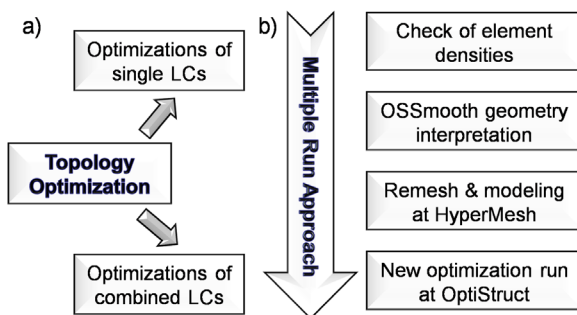 a)
Optimizations of
single LCs
Topology
Optimization
Optimizations of
combined LCs
b)
Multiple Run Approach
Check of element
densities
OSSmooth geometry
interpretation
Remesh & modeling
at HyperMesh
New optimization run
at OptiStruct